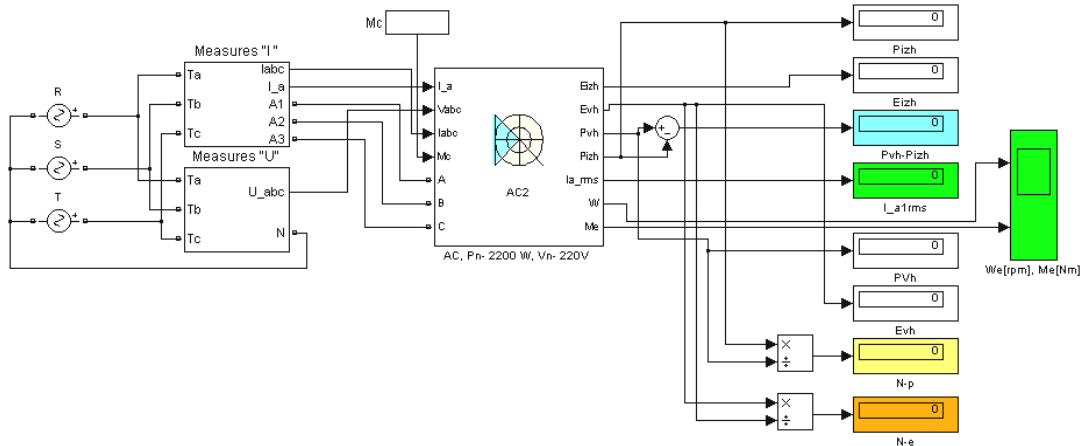 Mc
0
Pizh
Measures "I"
R
Ta
Tb
Tc
Iabc
I_a
A1
A2
A3
S
T
Measures "U"
Ta
Tb
Tc
U_abc
N
I_a
Vabc
Iabc
Mc
A
B
C
Eizh
Evh
Pvh
Pizh
Ia_rms
W
Me
AC2
AC, Pn- 2200 W, Vn- 220V
+
-
0
Eizh
0
Pvh-Pizh
0
I_a1rms
We[rpm], Me[Nm]
0
PVh
0
Evh
×
÷
0
N-p
×
÷
0
N-e